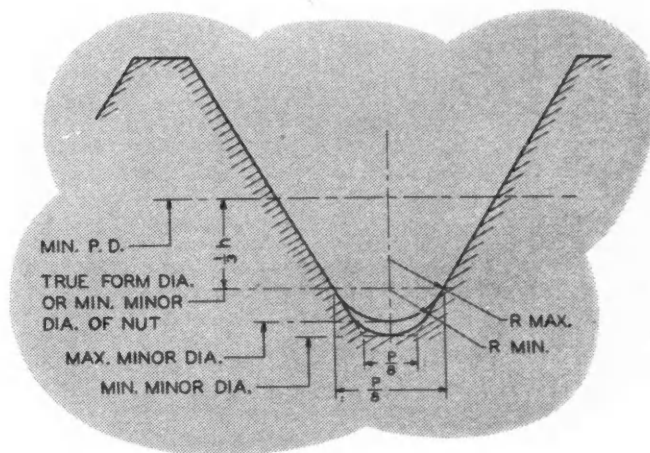 MIN. P. D.
1/3 h
TRUE FORM DIA.
OR MIN. MINOR
DIA. OF NUT
R MAX.
R MIN.
MAX. MINOR DIA.
MIN. MINOR DIA.
P/8
P/8